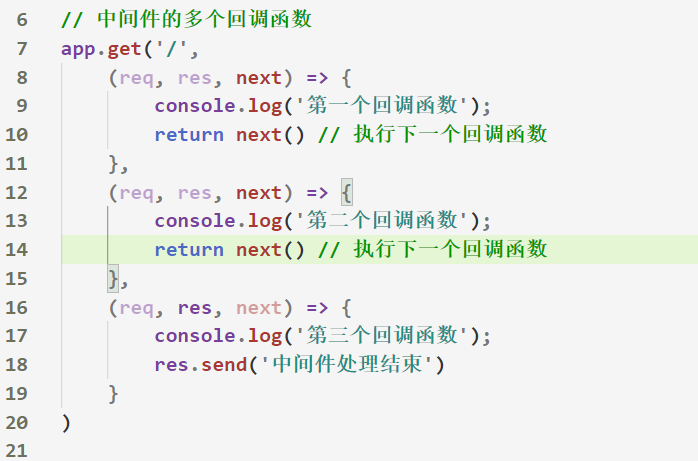 6 // 中间件的多个回调函数
7 app.get('/',
8 (req, res, next) => {
9 console.log('第一个回调函数');
10 return next() // 执行下一个回调函数
11 },
12 (req, res, next) => {
13 console.log('第二个回调函数');
14 return next() // 执行下一个回调函数
15 },
16 (req, res, next) => {
17 console.log('第三个回调函数');
18 res.send('中间件处理结束')
19 }
20 )
21